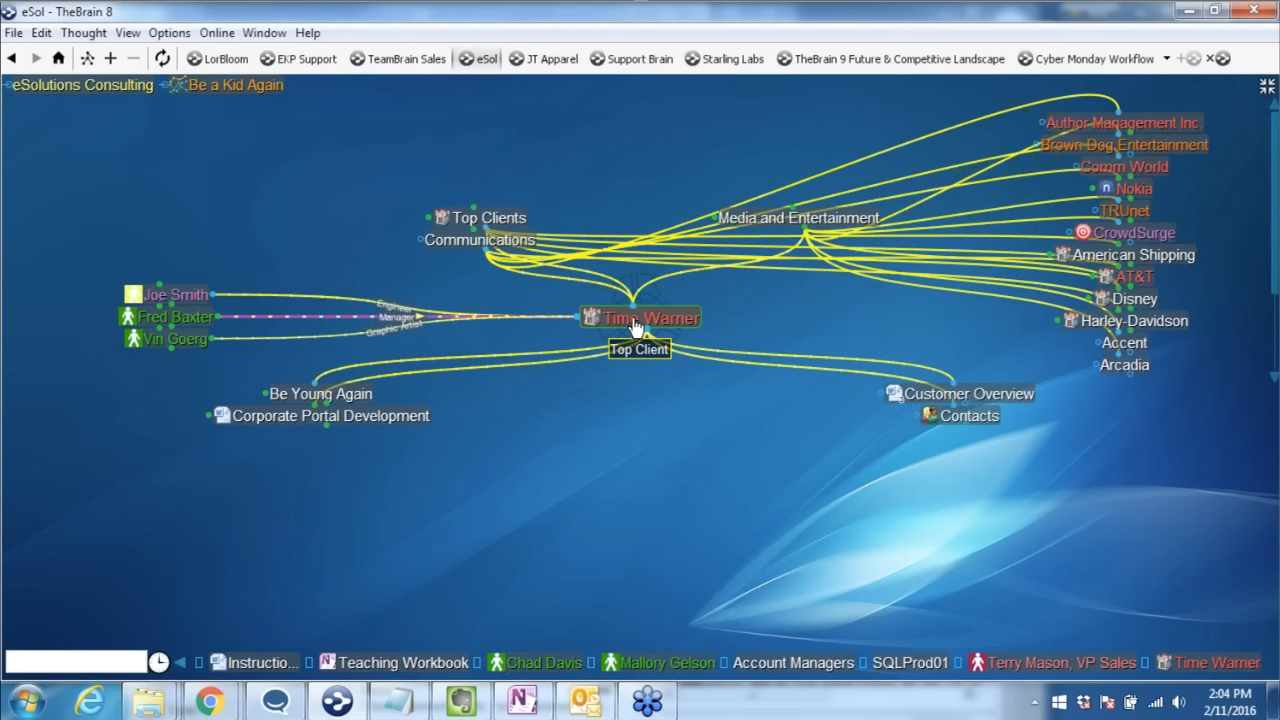 eSol - TheBrain 8
File Edit Thought View Options Online Window Help
LorBloom EKP Support TeamBrain Sales eSol JT Apparel Support Brain Starling Labs TheBrain 9 Future & Competitive Landscape Cyber Monday Workflow
eSolutions Consulting Be a Kid Again
Author Management Inc.
Brown Dog Entertainment
Comm World
Nokia
Top Clients Media and Entertainment TRUnet
Communications CrowdSurge
American Shipping
AT&T
Joe Smith Disney
Engineer
Fred Baxter Manager Time Warner Harley-Davidson
Graphic Artist
Vin Goerg Accent
Top Client
Arcadia
Be Young Again Customer Overview
Corporate Portal Development Contacts
Instructio... Teaching Workbook Chad Davis Mallory Gelson Account Managers SQLProd01 Terry Mason, VP Sales Time Warner
2:04 PM
2/11/2016